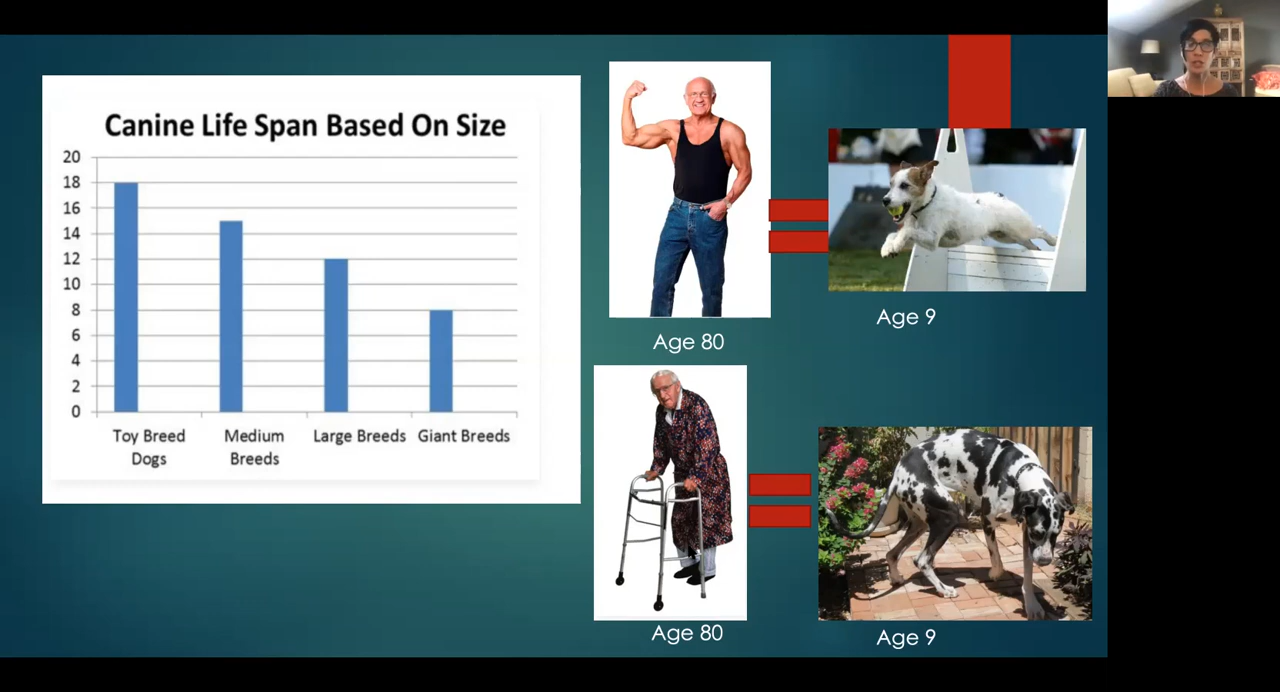 Canine Life Span Based On Size
20
18
16
14
12
10
8
6
4
2
0
Toy Breed
Dogs
Medium
Breeds
Large Breeds
Giant Breeds
Age 80
Age 9
Age 80
Age 9